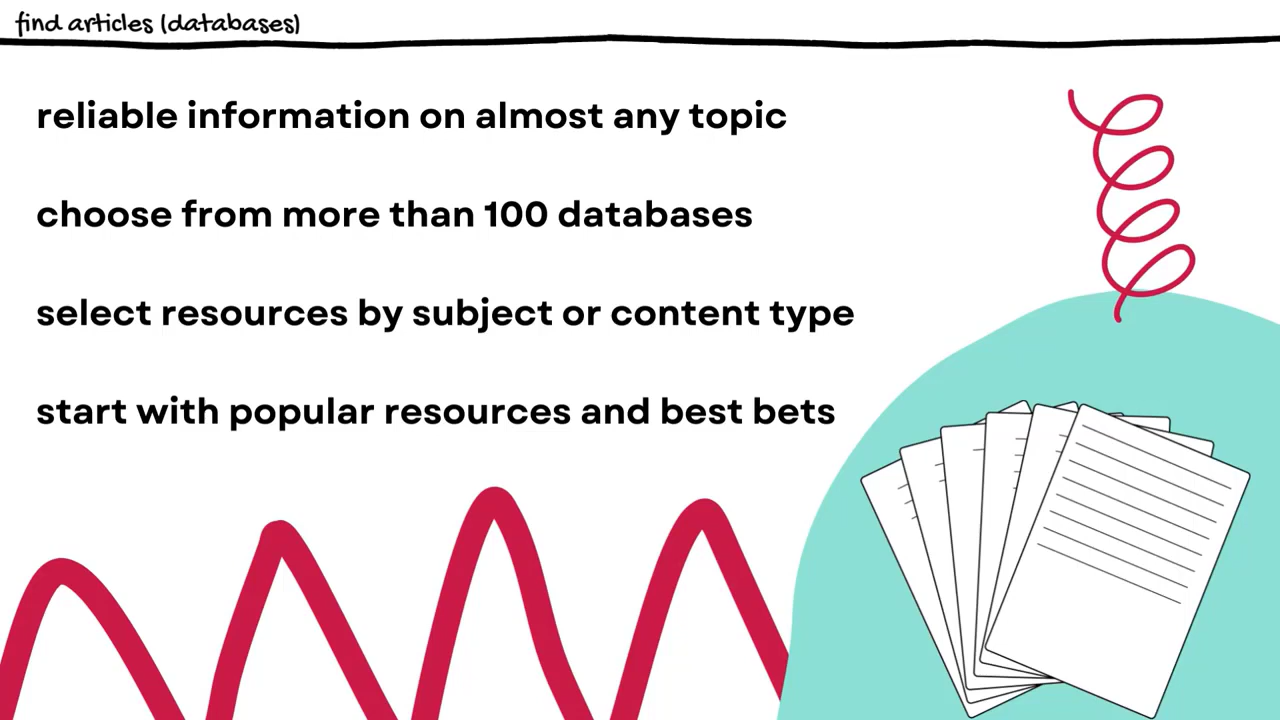 find articles (databases)
reliable information on almost any topic
choose from more than 100 databases
select resources by subject or content type
start with popular resources and best bets